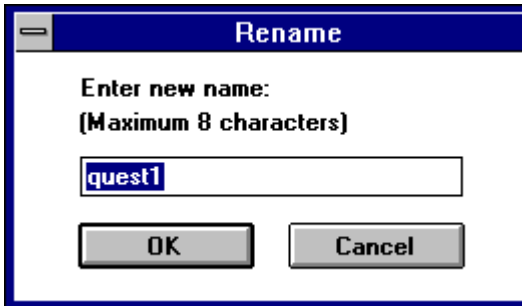 Rename
Enter new name:
(Maximum 8 characters)
quest1
OK Cancel